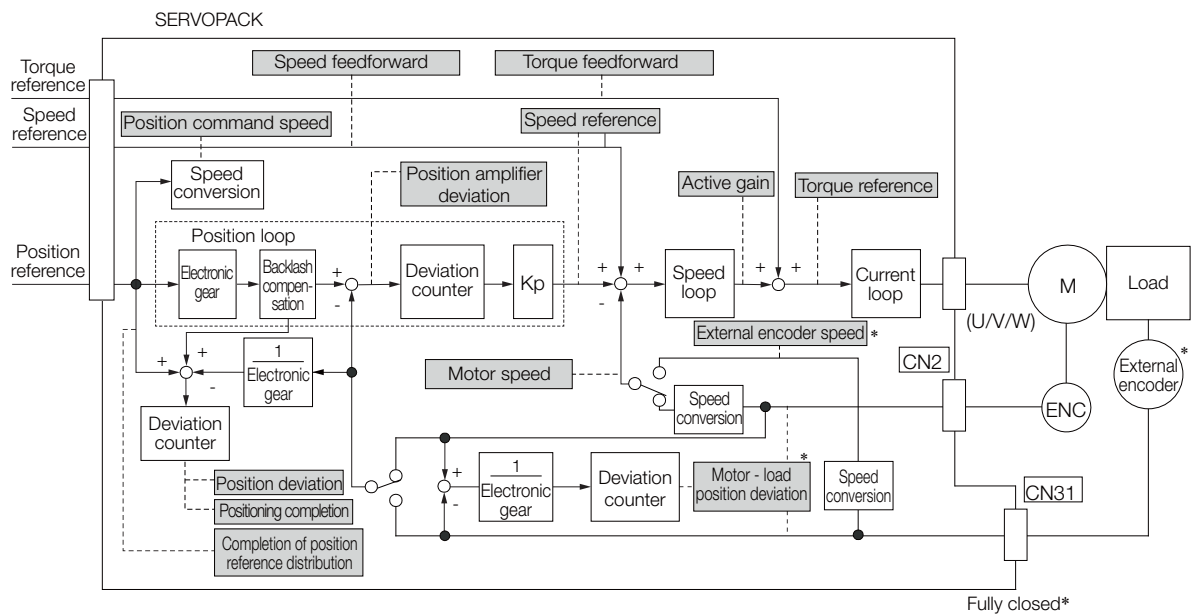 SERVOPACK
Torque
reference
Speed
reference
Position
reference
Speed feedforward
Torque feedforward
Position command speed
Speed reference
Speed
conversion
Position amplifier
deviation
Active gain
Torque reference
Position loop
Electronic
gear
Backlash
compen-
sation
+
-
Deviation
counter
Kp
+
+
-
Speed
loop
+
+
Current
loop
M
Load
(U/V/W)
External encoder speed *
CN2
External
encoder
*
+
+
-
1
Electronic
gear
Motor speed
Speed
conversion
ENC
Deviation
counter
Position deviation
Positioning completion
Completion of position
reference distribution
+
-
1
Electronic
gear
Deviation
counter
*
Motor - load
position deviation
Speed
conversion
CN31
Fully closed*